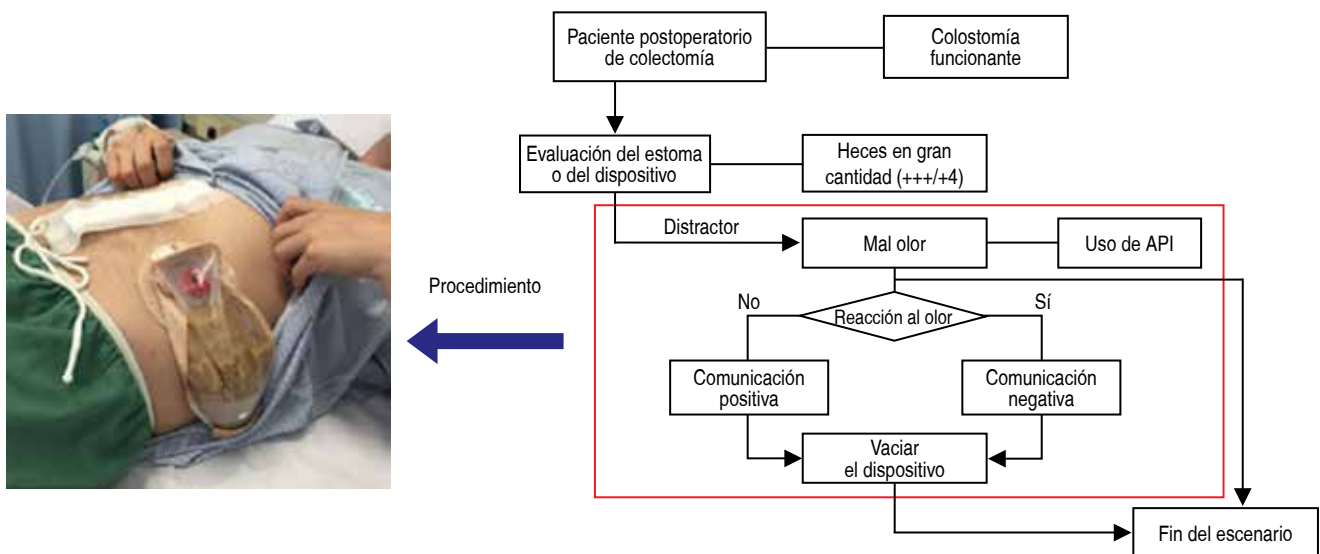 Paciente postoperatorio
de colectomía
Colostomía
funcionante
Evaluación del estoma
o del dispositivo
Heces en gran
cantidad (+++/+4)
Distractor
Mal olor
Uso de API
Procedimiento
No
Reacción al olor
Sí
Comunicación
positiva
Comunicación
negativa
Vaciar
el dispositivo
Fin del escenario